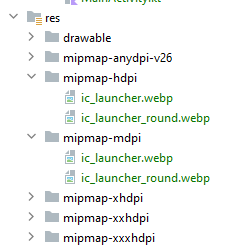 res
drawable
mipmap-anydpi-v26
mipmap-hdpi
ic_launcher.webp
ic_launcher_round.webp
mipmap-mdpi
ic_launcher.webp
ic_launcher_round.webp
mipmap-xhdpi
mipmap-xxhdpi
mipmap-xxxhdpi